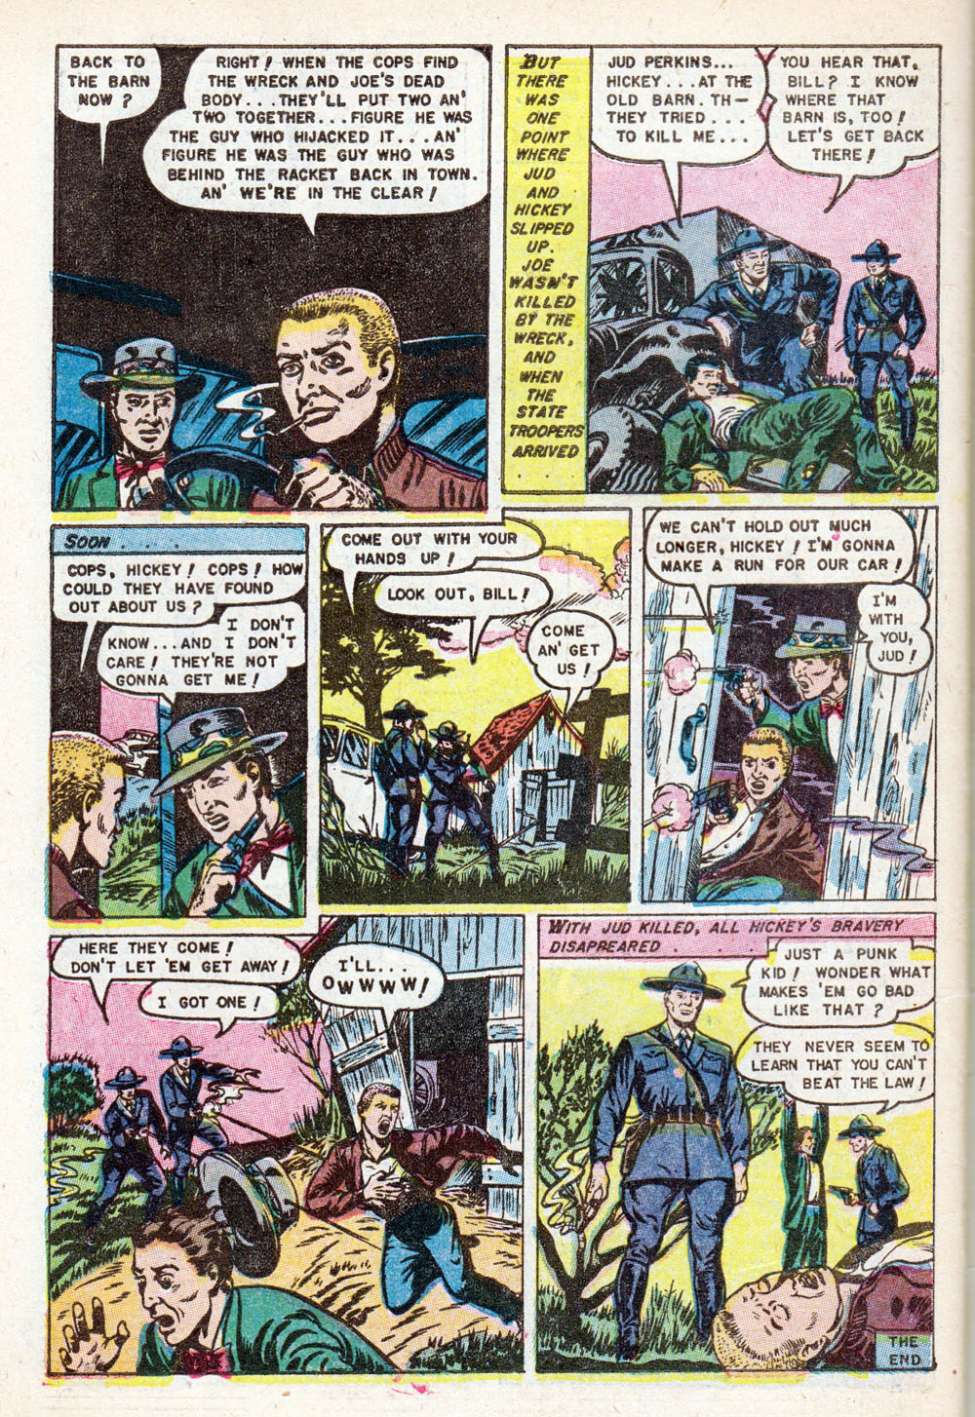 BACK TO
THE BARN
NOW?
RIGHT! WHEN THE COPS FIND
THE WRECK AND JOE'S DEAD
BODY...THEY'LL PUT TWO AN'
TWO TOGETHER...FIGURE HE WAS
THE GUY WHO HIJACKED IT...AN'
FIGURE HE WAS THE GUY WHO WAS
BEHIND THE RACKET BACK IN TOWN.
AN' WE'RE IN THE CLEAR!
BUT
THERE
WAS
ONE
POINT
WHERE
JUD
AND
HICKEY
SLIPPED
UP.
JOE
WASN'T
KILLED
BY THE
WRECK,
AND
WHEN
THE
STATE
TROOPERS
ARRIVED
...
JUD PERKINS...
HICKEY...AT THE
OLD BARN. TH—
THEY TRIED...
TO KILL ME...
YOU HEAR THAT,
BILL? I KNOW
WHERE THAT
BARN IS, TOO!
LET'S GET BACK
THERE!
SOON.....
COPS, HICKEY! COPS! HOW
COULD THEY HAVE FOUND
OUT ABOUT US?
I DON'T
KNOW...AND I DON'T
CARE! THEY'RE NOT
GONNA GET ME!
COME OUT WITH YOUR
HANDS UP!
LOOK OUT, BILL!
COME
AN' GET
US!
WE CAN'T HOLD OUT MUCH
LONGER, HICKEY! I'M GONNA
MAKE A RUN FOR OUR CAR!
I'M
WITH
YOU,
JUD!
HERE THEY COME!
DON'T LET 'EM GET AWAY!
I GOT ONE!
I'LL...
OWWWW!
WITH JUD KILLED, ALL HICKEY'S BRAVERY
DISAPREARED....
JUST A PUNK
KID! WONDER WHAT
MAKES 'EM GO BAD
LIKE THAT?
THEY NEVER SEEM TO
LEARN THAT YOU CAN'T
BEAT THE LAW!
THE
END